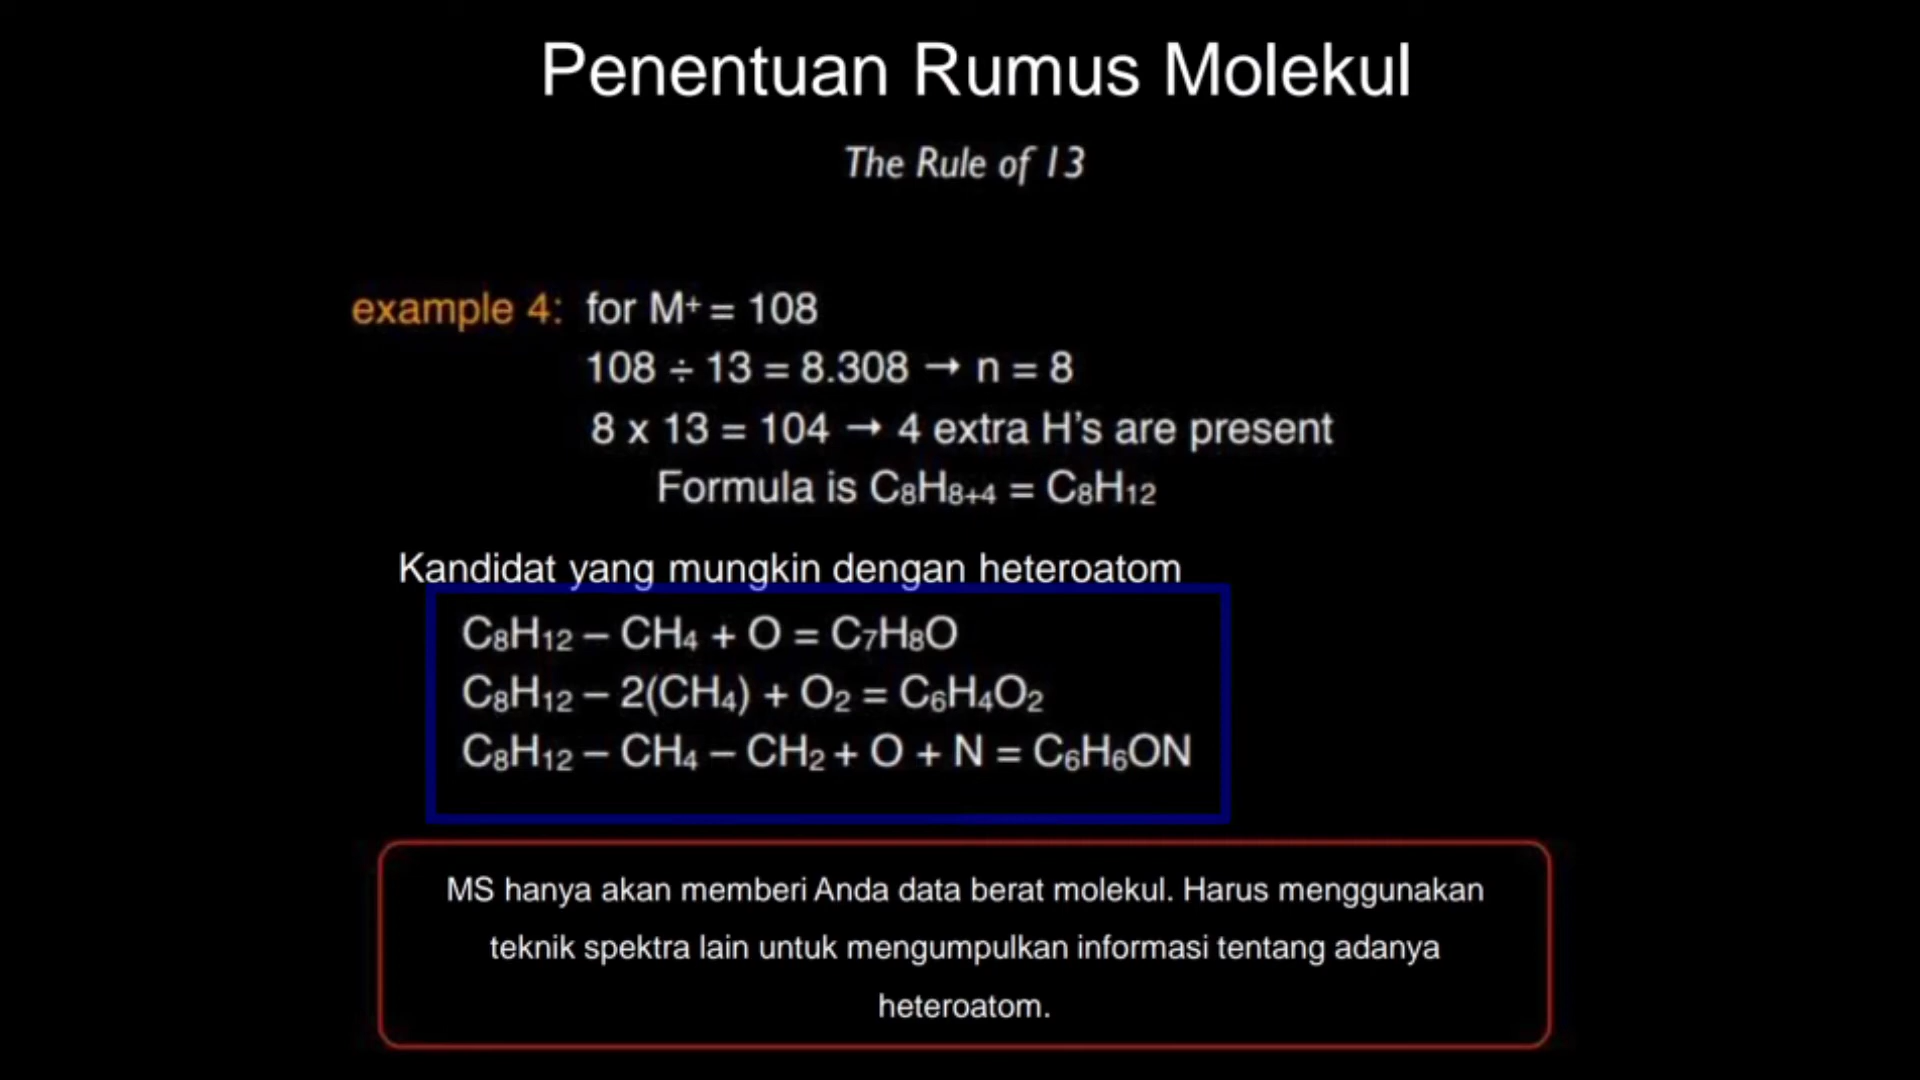 Penentuan Rumus Molekul
The Rule of 13
example 4: for M⁺ = 108
108 ÷ 13 = 8.308 → n = 8
8 x 13 = 104 → 4 extra H's are present
Formula is C₈H₈₊₄ = C₈H₁₂
Kandidat yang mungkin dengan heteroatom
C₈H₁₂ – CH₄ + O = C₇H₈O
C₈H₁₂ – 2(CH₄) + O₂ = C₆H₄O₂
C₈H₁₂ – CH₄ – CH₂ + O + N = C₆H₆ON
MS hanya akan memberi Anda data berat molekul. Harus menggunakan
teknik spektra lain untuk mengumpulkan informasi tentang adanya
heteroatom.